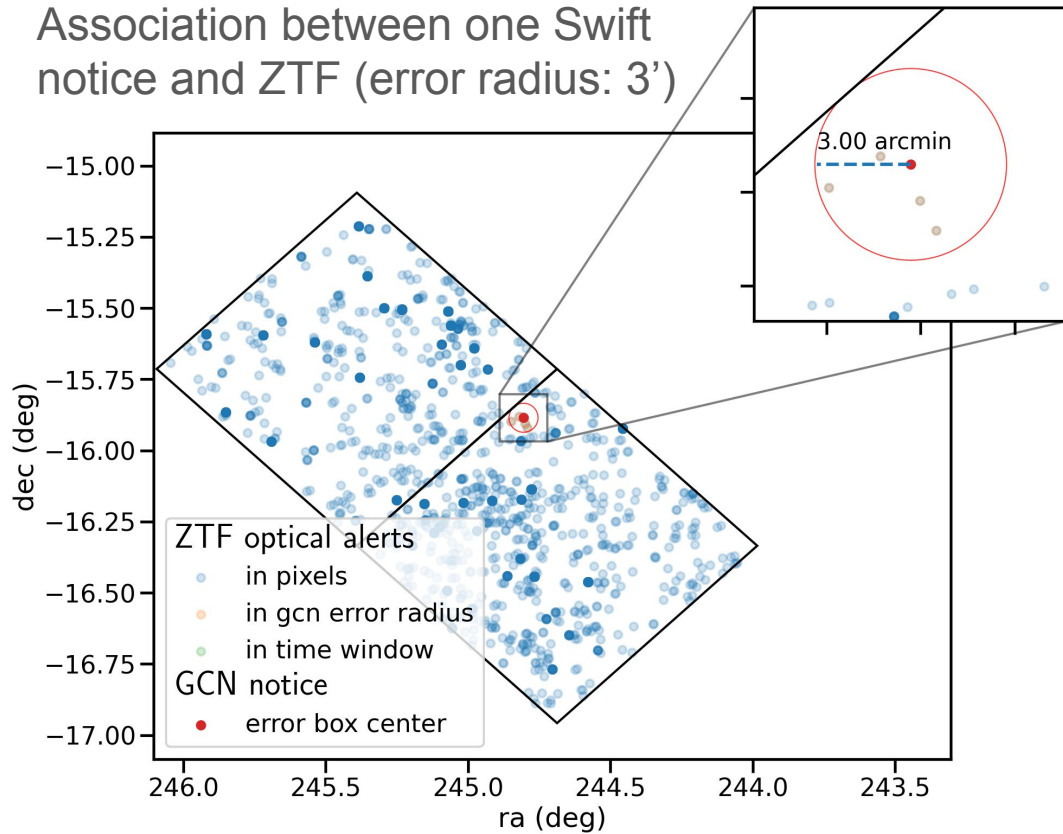 Association between one Swift
notice and ZTF (error radius: 3’)
3.00 arcmin
−15.00
−15.25
−15.50
−15.75
−16.00
−16.25
−16.50
−16.75
−17.00
dec (deg)
ZTF optical alerts
in pixels
in gcn error radius
in time window
GCN notice
error box center
246.0 245.5 245.0 244.5 244.0 243.5
ra (deg)